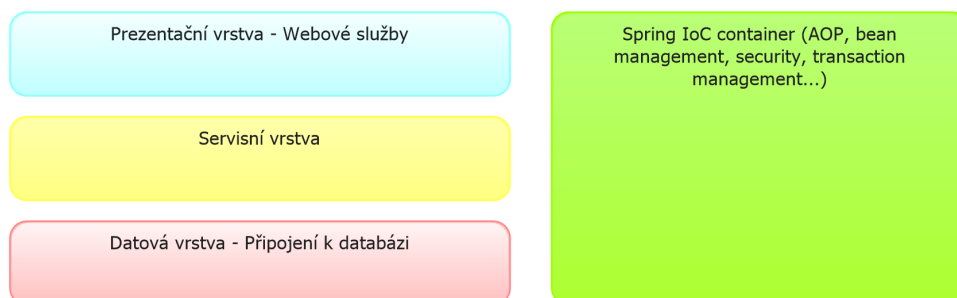 Prezentační vrstva - Webové služby
Servisní vrstva
Datová vrstva - Připojení k databázi
Spring IoC container (AOP, bean
management, security, transaction
management...)